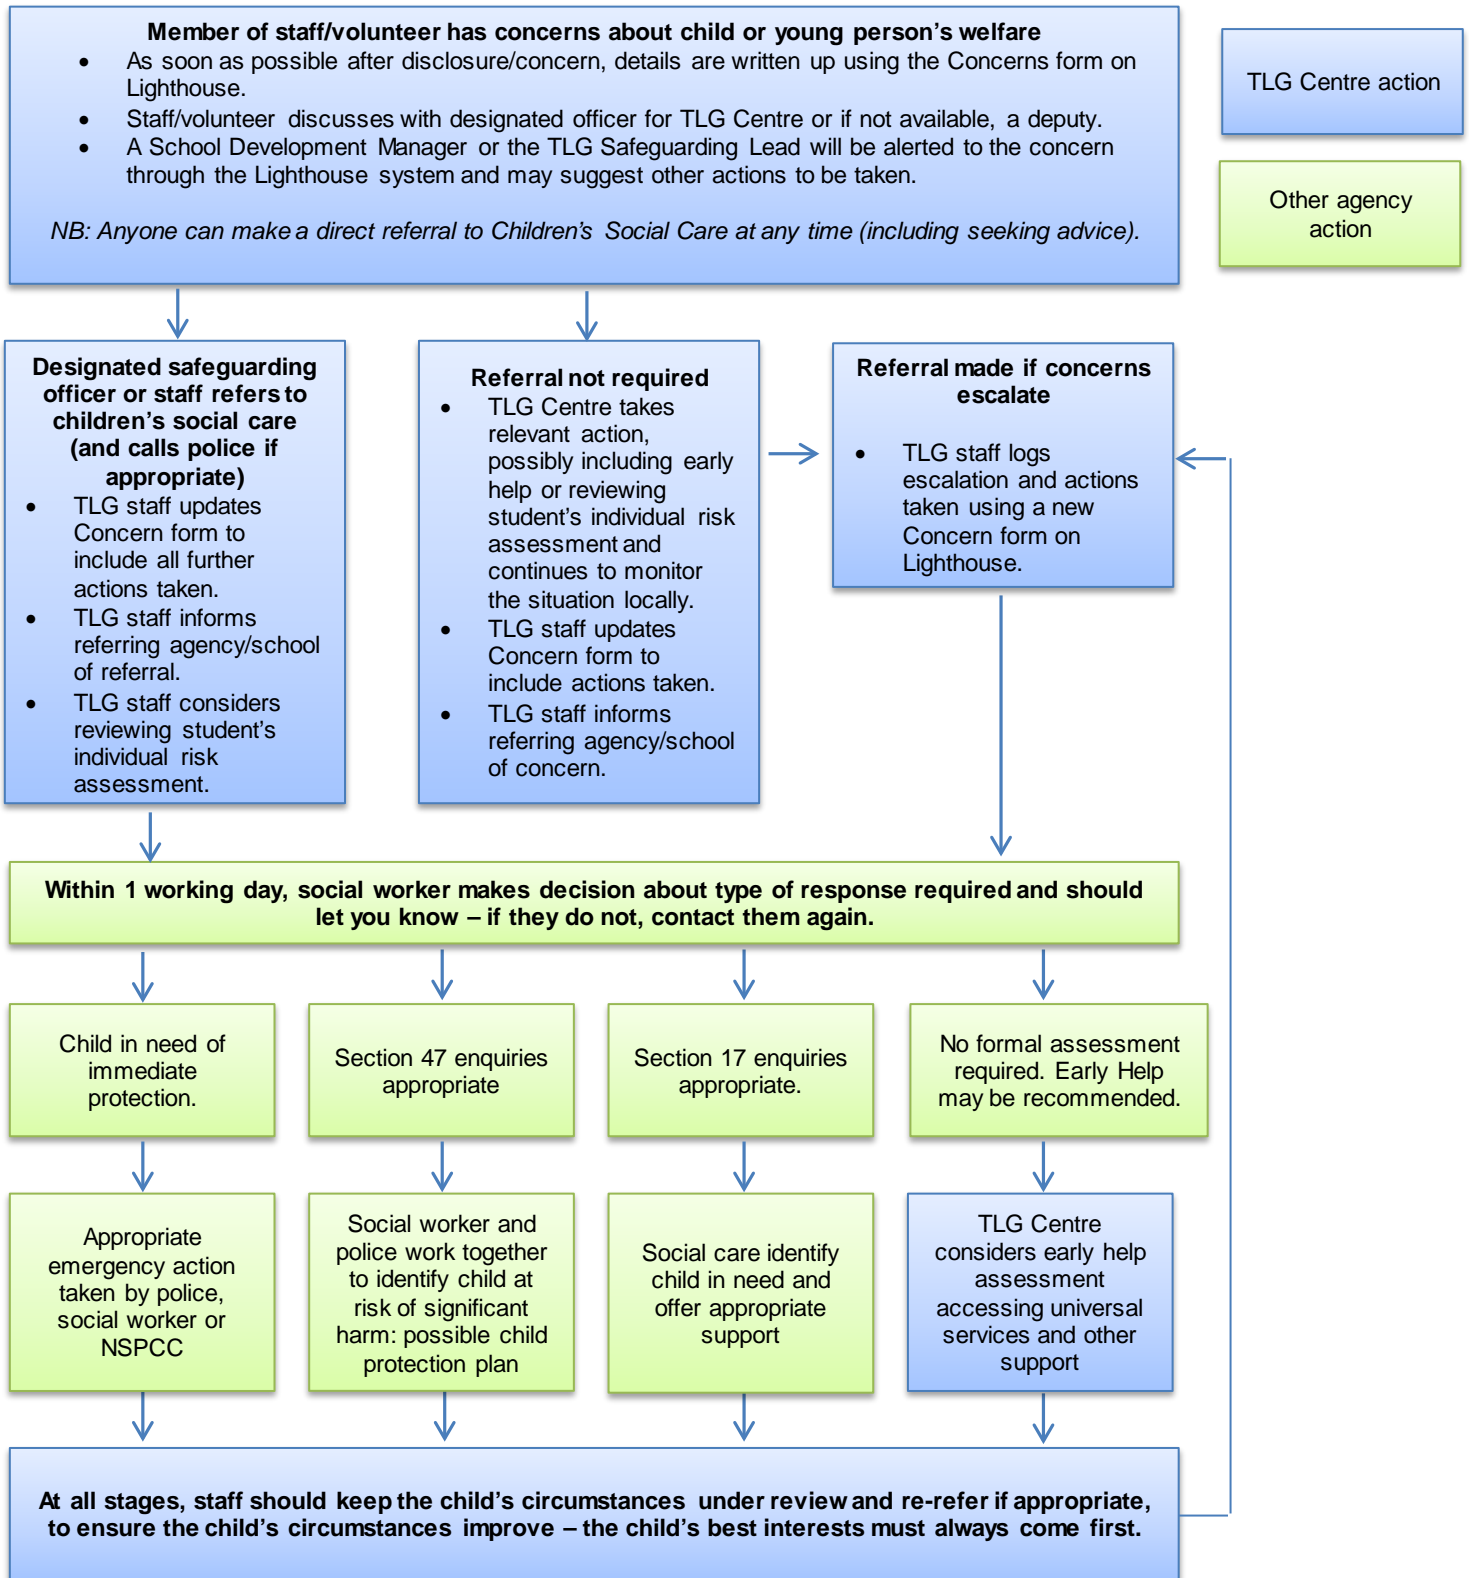 Member of staff/volunteer has concerns about child or young person’s welfare
• As soon as possible after disclosure/concern, details are written up using the Concerns form on
Lighthouse.
• Staff/volunteer discusses with designated officer for TLG Centre or if not available, a deputy.
• A School Development Manager or the TLG Safeguarding Lead will be alerted to the concern
through the Lighthouse system and may suggest other actions to be taken.
NB: Anyone can make a direct referral to Children’s Social Care at any time (including seeking advice).
TLG Centre action
Other agency
action
Designated safeguarding
officer or staff refers to
children’s social care
(and calls police if
appropriate)
• TLG staff updates
Concern form to
include all further
actions taken.
• TLG staff informs
referring agency/school
of referral.
• TLG staff considers
reviewing student’s
individual risk
assessment.
Referral not required
• TLG Centre takes
relevant action,
possibly including early
help or reviewing
student’s individual risk
assessment and
continues to monitor
the situation locally.
• TLG staff updates
Concern form to
include actions taken.
• TLG staff informs
referring agency/school
of concern.
Referral made if concerns
escalate
• TLG staff logs
escalation and actions
taken using a new
Concern form on
Lighthouse.
Within 1 working day, social worker makes decision about type of response required and should
let you know – if they do not, contact them again.
Child in need of
immediate
protection.
Section 47 enquiries
appropriate
Section 17 enquiries
appropriate.
No formal assessment
required. Early Help
may be recommended.
Appropriate
emergency action
taken by police,
social worker or
NSPCC
Social worker and
police work together
to identify child at
risk of significant
harm: possible child
protection plan
Social care identify
child in need and
offer appropriate
support
TLG Centre
considers early help
assessment
accessing universal
services and other
support
At all stages, staff should keep the child’s circumstances under review and re-refer if appropriate,
to ensure the child’s circumstances improve – the child’s best interests must always come first.